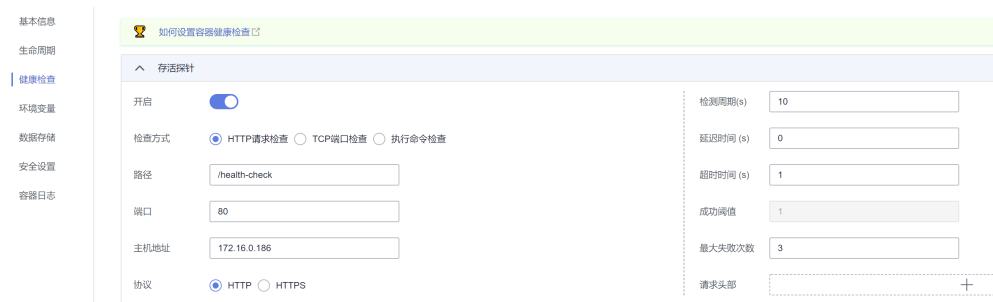 基本信息
生命周期
健康检查
环境变量
数据存储
安全设置
容器日志
如何设置容器健康检查
存活探针
开启
检查方式 HTTP请求检查 TCP端口检查 执行命令检查
路径 /health-check
端口 80
主机地址 172.16.0.186
协议 HTTP HTTPS
检测周期(s) 10
延迟时间 (s) 0
超时时间 (s) 1
成功阈值 1
最大失败次数 3
请求头部